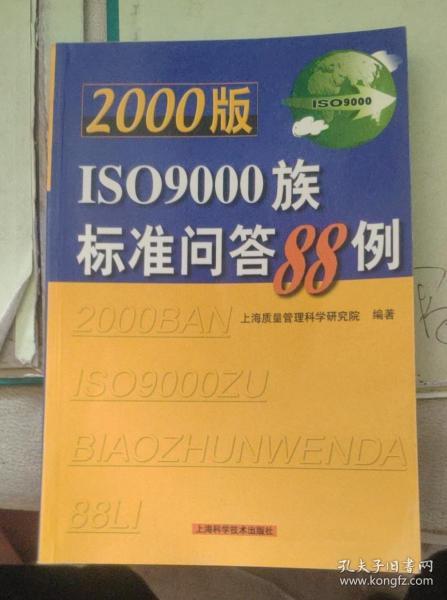 2000版
ISO9000
ISO9000族
标准问答88例
2000BAN
上海质量管理科学研究院 编著
ISO9000ZU
BIAOZHUNWENDA
88LI
上海科学技术出版社
孔夫子旧书网
www.kongfz.com